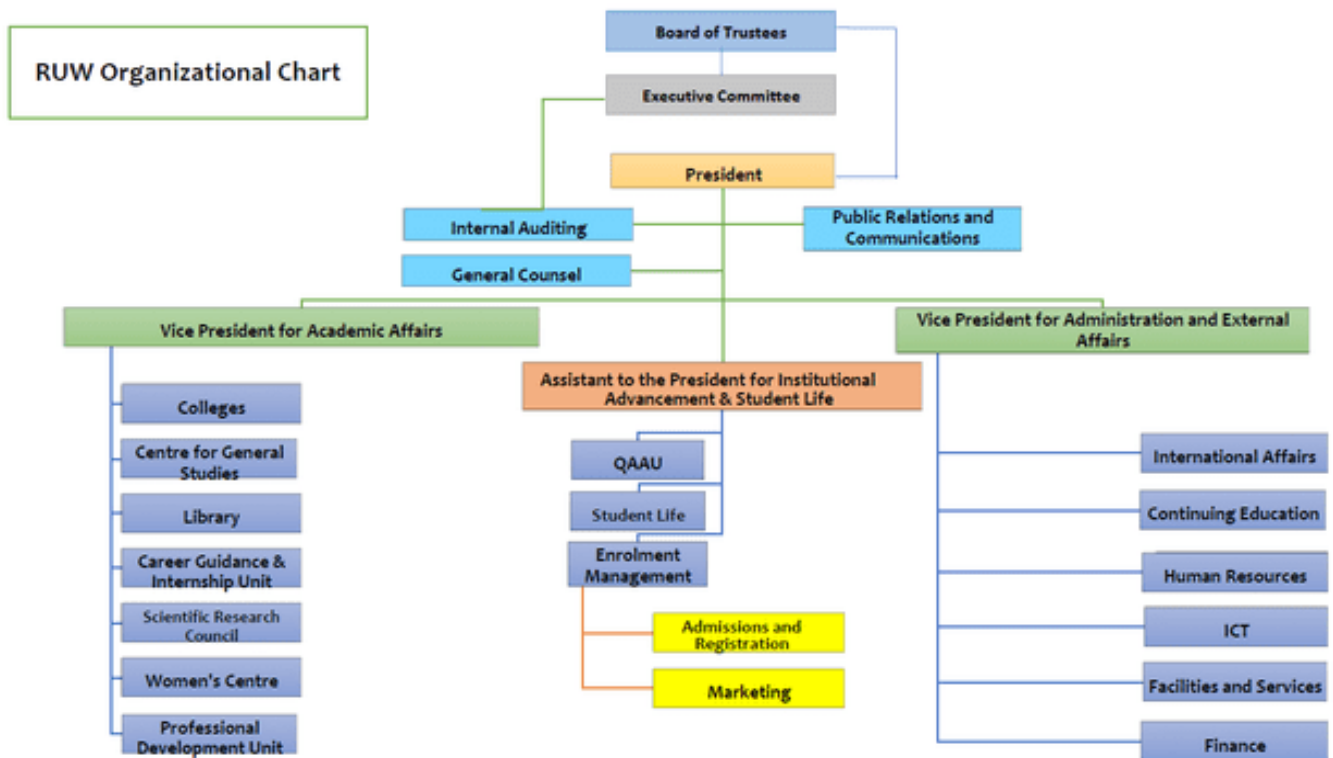 RUW Organizational Chart
Board of Trustees
Executive Committee
President
Internal Auditing
Public Relations and
Communications
General Counsel
Vice President for Academic Affairs
Vice President for Administration and External
Affairs
Assistant to the President for Institutional
Advancement & Student Life
Colleges
Centre for General
Studies
Library
Career Guidance &
Internship Unit
Scientific Research
Council
Women's Centre
Professional
Development Unit
QAAU
Student Life
Enrolment
Management
Admissions and
Registration
Marketing
International Affairs
Continuing Education
Human Resources
ICT
Facilities and Services
Finance